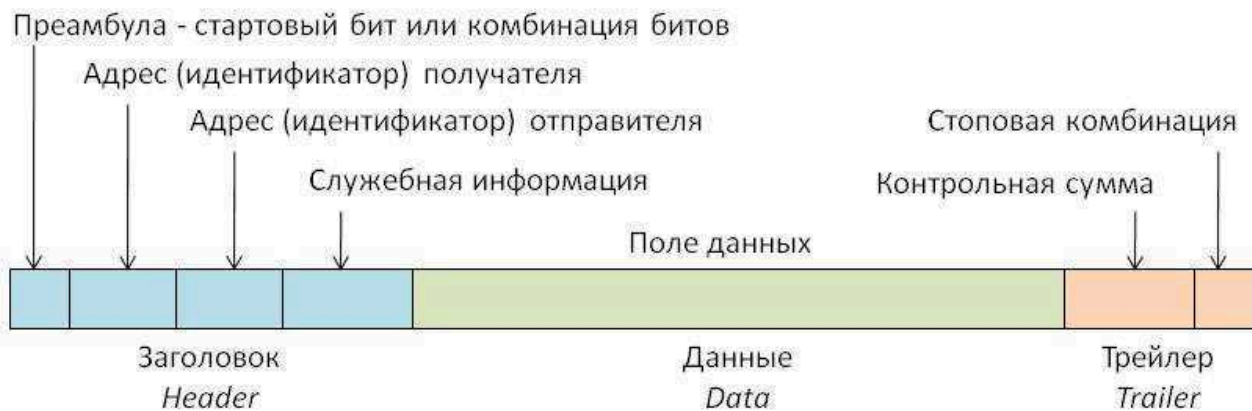 Преамбула - стартовый бит или комбинация битов
Адрес (идентификатор) получателя
Адрес (идентификатор) отправителя
Стоповая комбинация
Служебная информация
Контрольная сумма
Поле данных
Заголовок
Header
Данные
Data
Трейлер
Trailer